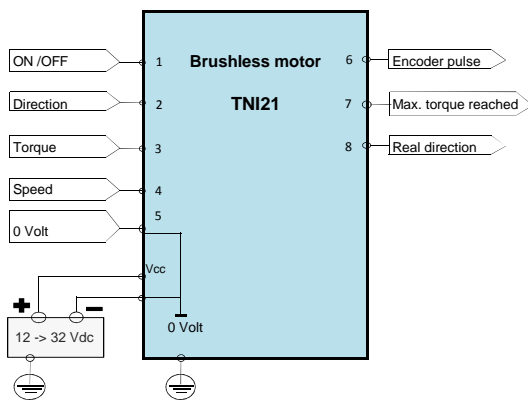 ON /OFF
Direction
Torque
Speed
0 Volt
1
2
3
4
5
Brushless motor
TNI21
6
7
8
Encoder pulse
Max. torque reached
Real direction
Vcc
+
−
12 -> 32 Vdc
0 Volt